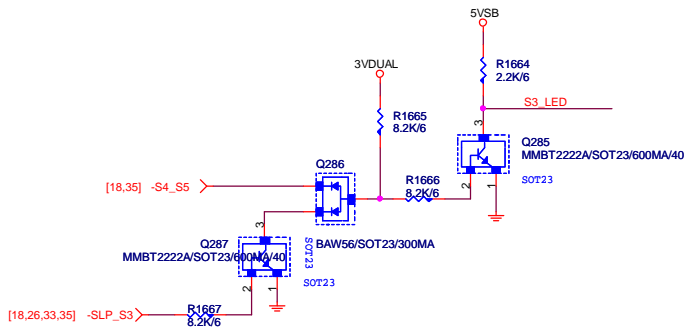 5VSB
R1664
2.2K/6
3VDUAL
S3_LED
R1665
8.2K/6
3
Q285
MMBT2222A/SOT23/600MA/40
Q286
R1666
8.2K/6
2
1
SOT23
[18,35] -S4_S5
3
Q287
MMBT2222A/SOT23/600MA/40
SOT23
BAW56/SOT23/300MA
SOT23
2
1
[18,26,33,35] -SLP_S3
R1667
8.2K/6